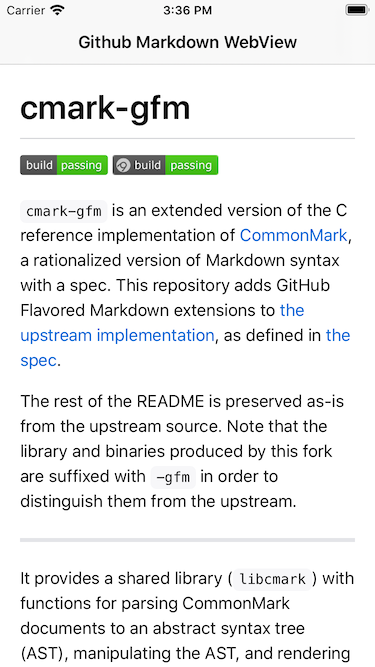 Carrier 3:36 PM
Github Markdown WebView
cmark-gfm
build passing build passing
cmark-gfm is an extended version of the C
reference implementation of CommonMark,
a rationalized version of Markdown syntax
with a spec. This repository adds GitHub
Flavored Markdown extensions to the
upstream implementation, as defined in the
spec.
The rest of the README is preserved as-is
from the upstream source. Note that the
library and binaries produced by this fork
are suffixed with -gfm in order to
distinguish them from the upstream.
It provides a shared library ( libcmark ) with
functions for parsing CommonMark
documents to an abstract syntax tree
(AST), manipulating the AST, and rendering